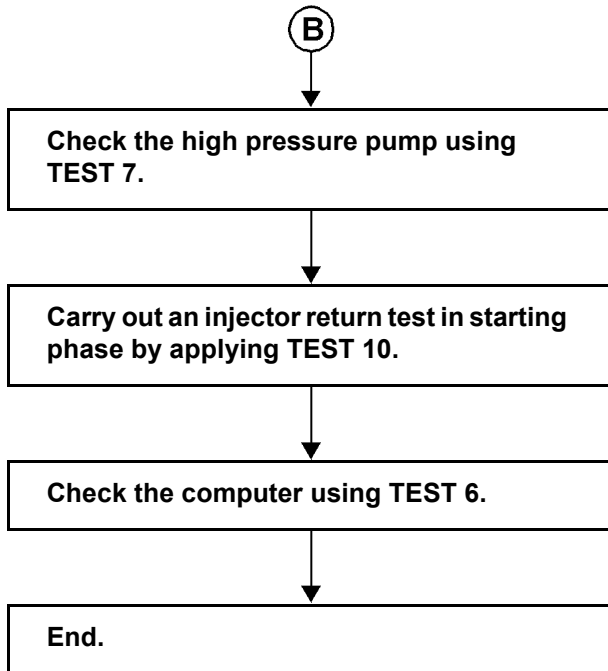 B
Check the high pressure pump using
TEST 7.
Carry out an injector return test in starting
phase by applying TEST 10.
Check the computer using TEST 6.
End.